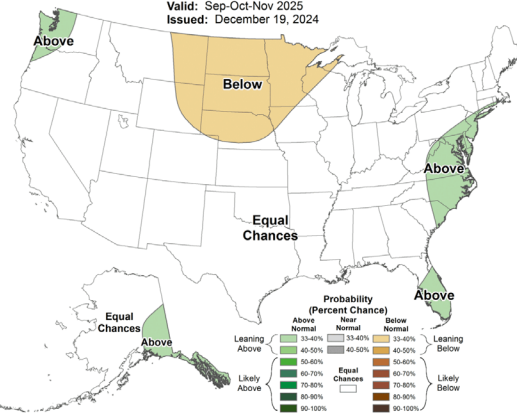 Valid: Sep-Oct-Nov 2025
Issued: December 19, 2024
Above
Below
Above
Equal
Chances
Above
Equal
Chances
Above
Probability
(Percent Chance)
Above
Normal
Near
Normal
Below
Normal
Leaning
Above
33-40%
33-40%
33-40%
Leaning
Below
40-50%
40-50%
40-50%
Likely
Above
50-60%
50-60%
Likely
Below
60-70%
Equal
Chances
60-70%
70-80%
70-80%
80-90%
80-90%
90-100%
90-100%